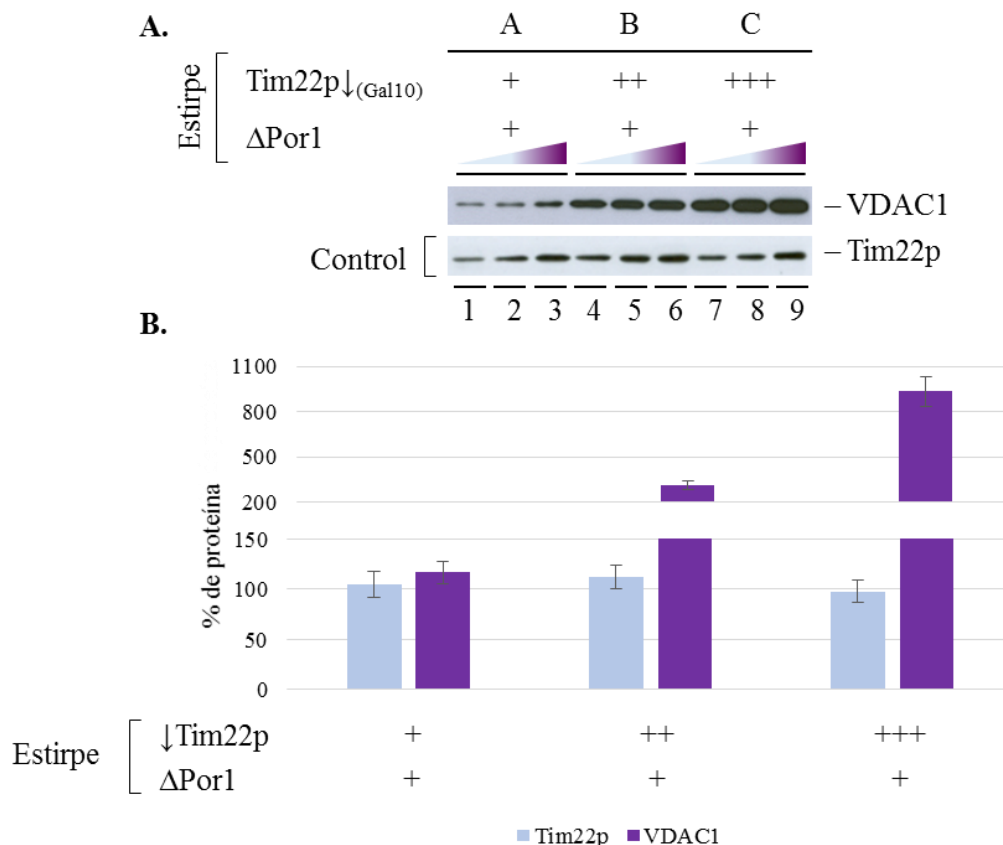 A.
A B C
Estirpe
Tim22p↓(Gal10) + ++ +++
ΔPor1 + + +
– VDAC1
Control – Tim22p
1 2 3 4 5 6 7 8 9
B.
% de proteína
1100
800
500
200
150
100
50
0
Estirpe
↓Tim22p + ++ +++
ΔPor1 + + +
Tim22p VDAC1